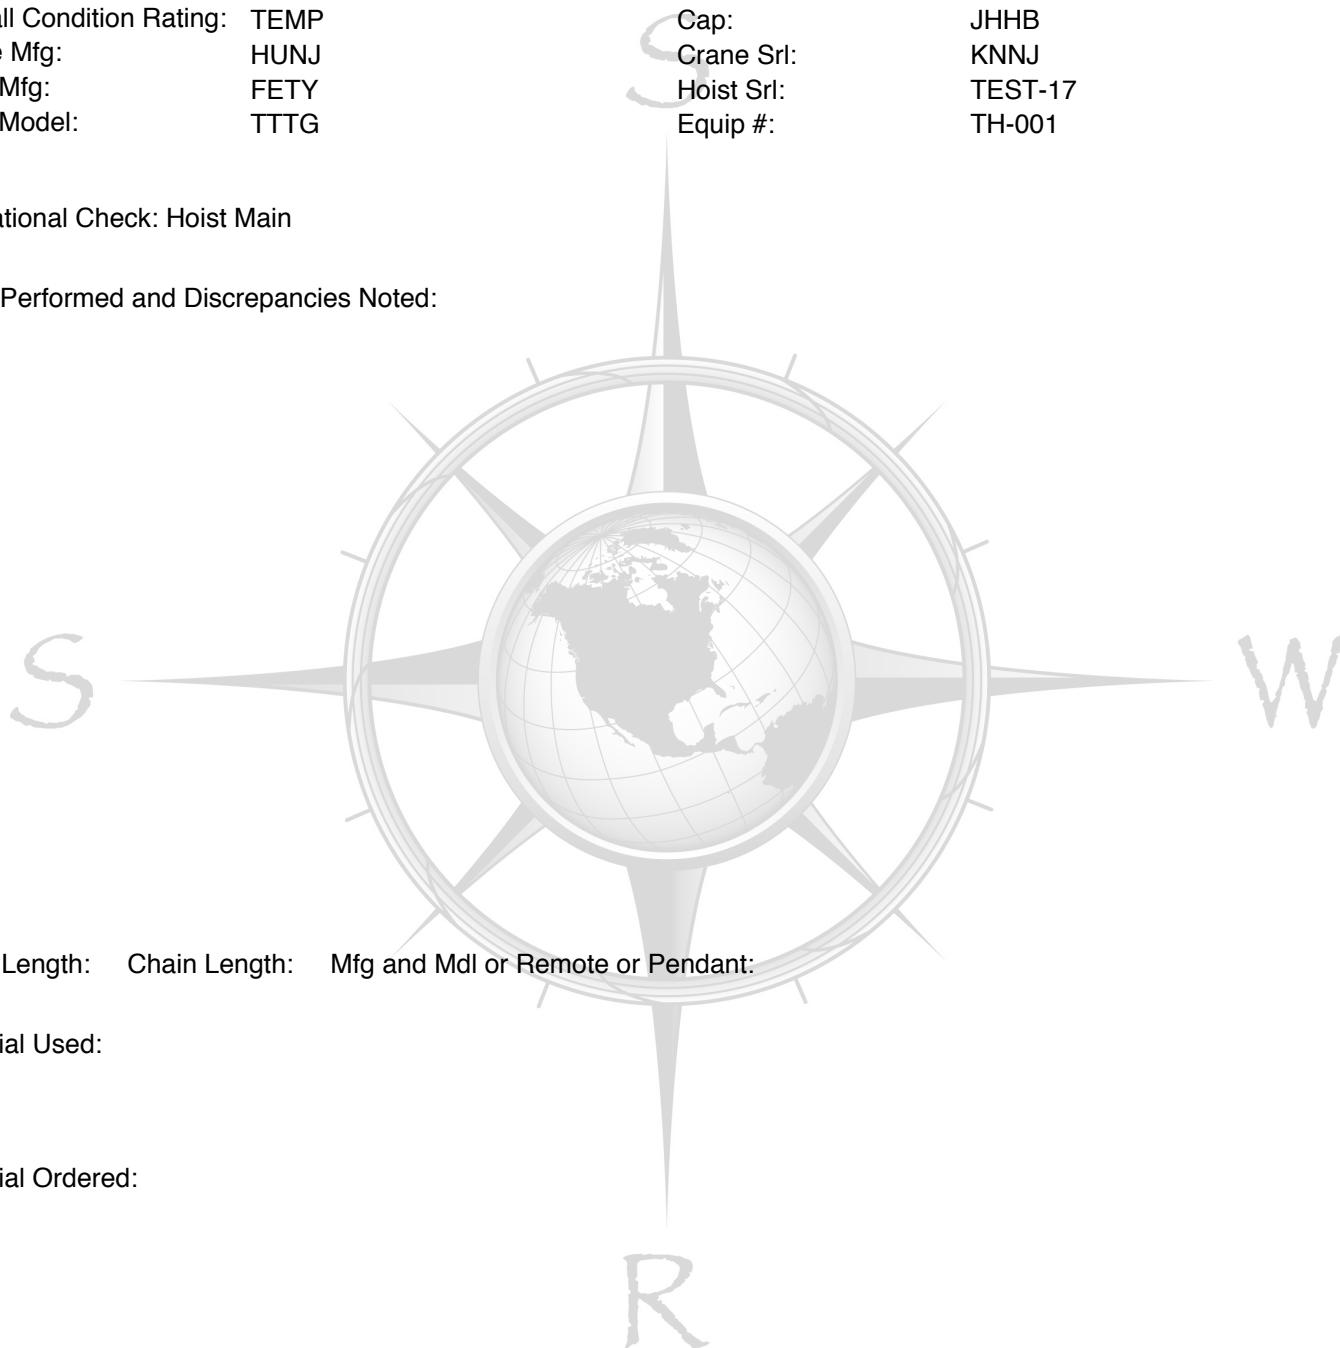 all Condition Rating: TEMP Cap: JHHB
e Mfg: HUNJ Crane Srl: KNNJ
Mfg: FETY Hoist Srl: TEST-17
Model: TTTG Equip #: TH-001
S
ational Check: Hoist Main
Performed and Discrepancies Noted:
S W
Length: Chain Length: Mfg and Mdl or Remote or Pendant:
ial Used:
ial Ordered:
R